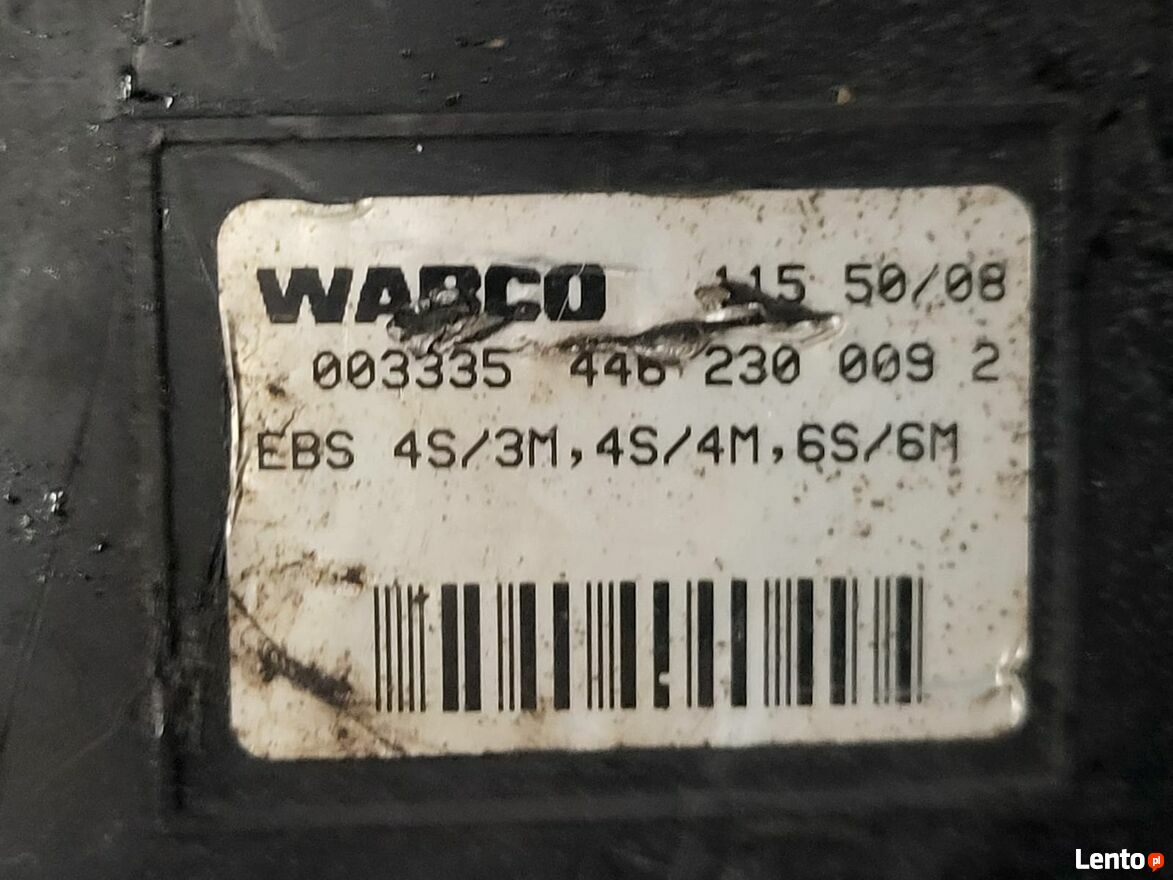 WABCO 115 50/08
003335 446 230 009 2
EBS 4S/3M,4S/4M,6S/6M
Lento pl